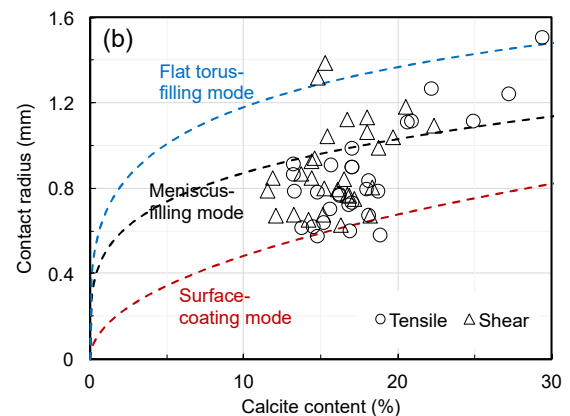 (b)
1.6
1.2
0.8
0.4
0
Contact radius (mm)
Flat torus-
filling mode
Meniscus-
filling mode
Surface-
coating mode
Tensile
Shear
0
10
20
30
Calcite content (%)